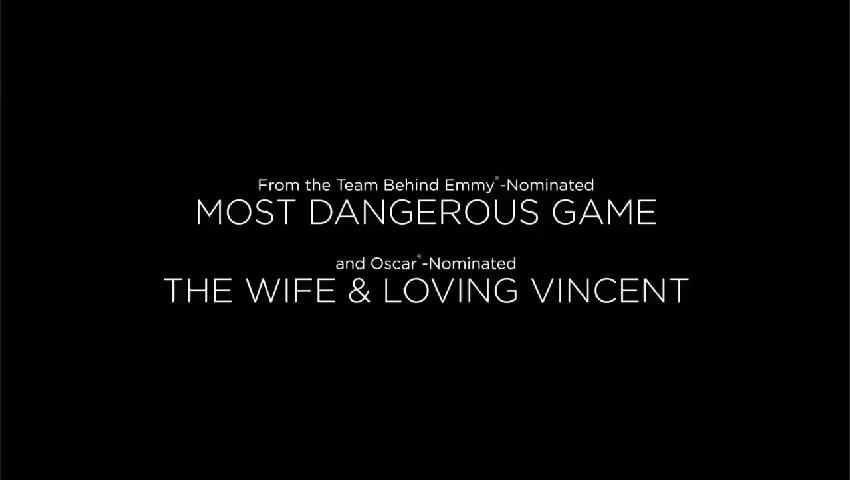 From the Team Behind Emmy®-Nominated
MOST DANGEROUS GAME
and Oscar®-Nominated
THE WIFE & LOVING VINCENT